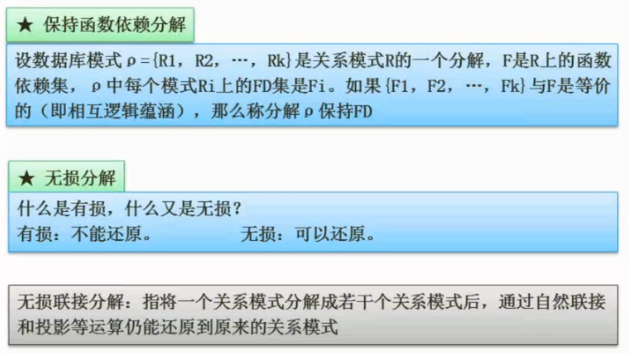 ★ 保持函数依赖分解
设数据库模式ρ={R1，R2，…，Rk}是关系模式R的一个分解，F是R上的函数
依赖集，ρ中每个模式Ri上的FD集是Fi。如果{F1，F2，…，Fk}与F是等价
的（即相互逻辑蕴涵），那么称分解ρ保持FD
★ 无损分解
什么是有损，什么又是无损？
有损：不能还原。 无损：可以还原。
无损联接分解：指将一个关系模式分解成若干个关系模式后，通过自然联接
和投影等运算仍能还原到原来的关系模式